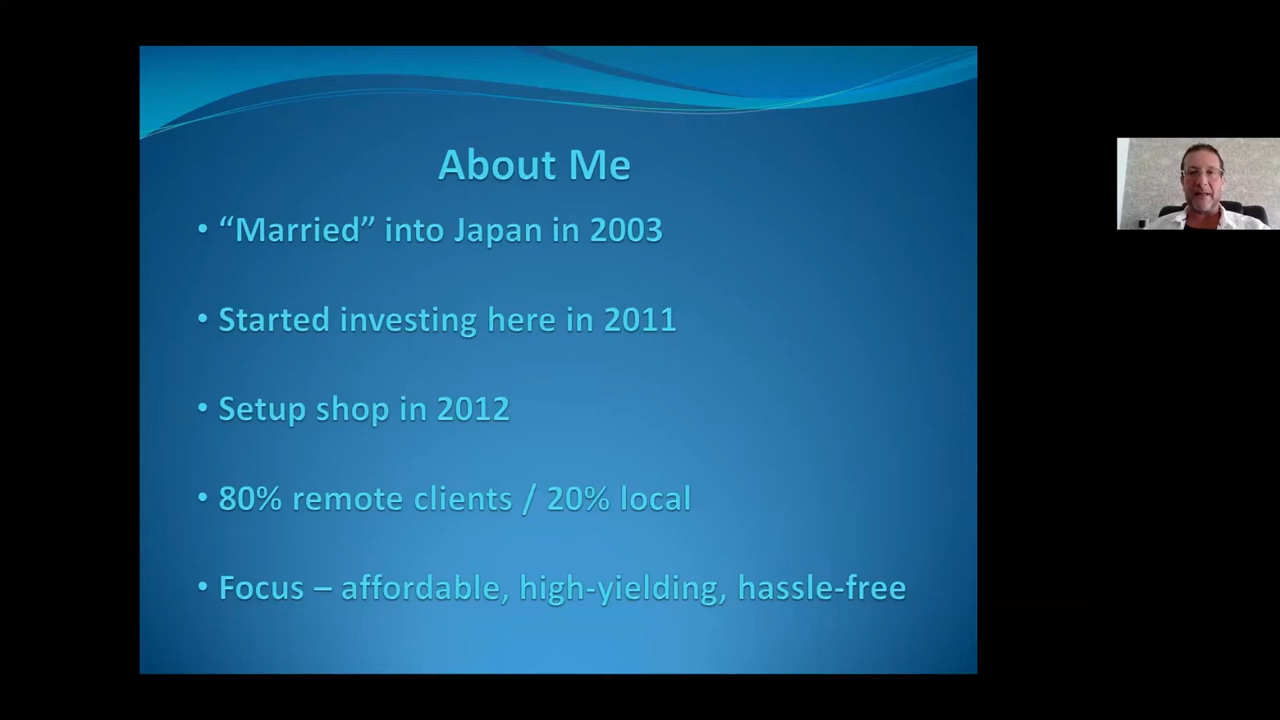 About Me
• “Married” into Japan in 2003
• Started investing here in 2011
• Setup shop in 2012
• 80% remote clients / 20% local
• Focus – affordable, high-yielding, hassle-free